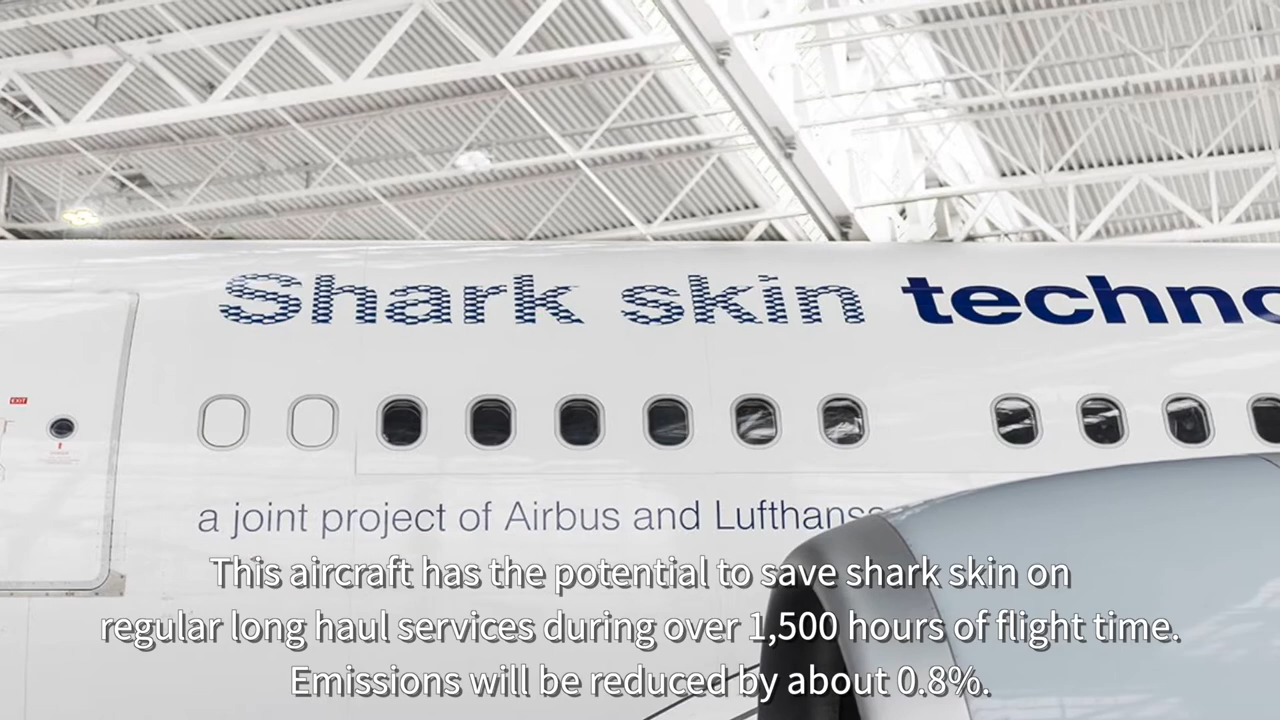 Shark skin techno
EXIT
a joint project of Airbus and Lufthansa
This aircraft has the potential to save shark skin on
regular long haul services during over 1,500 hours of flight time.
Emissions will be reduced by about 0.8%.